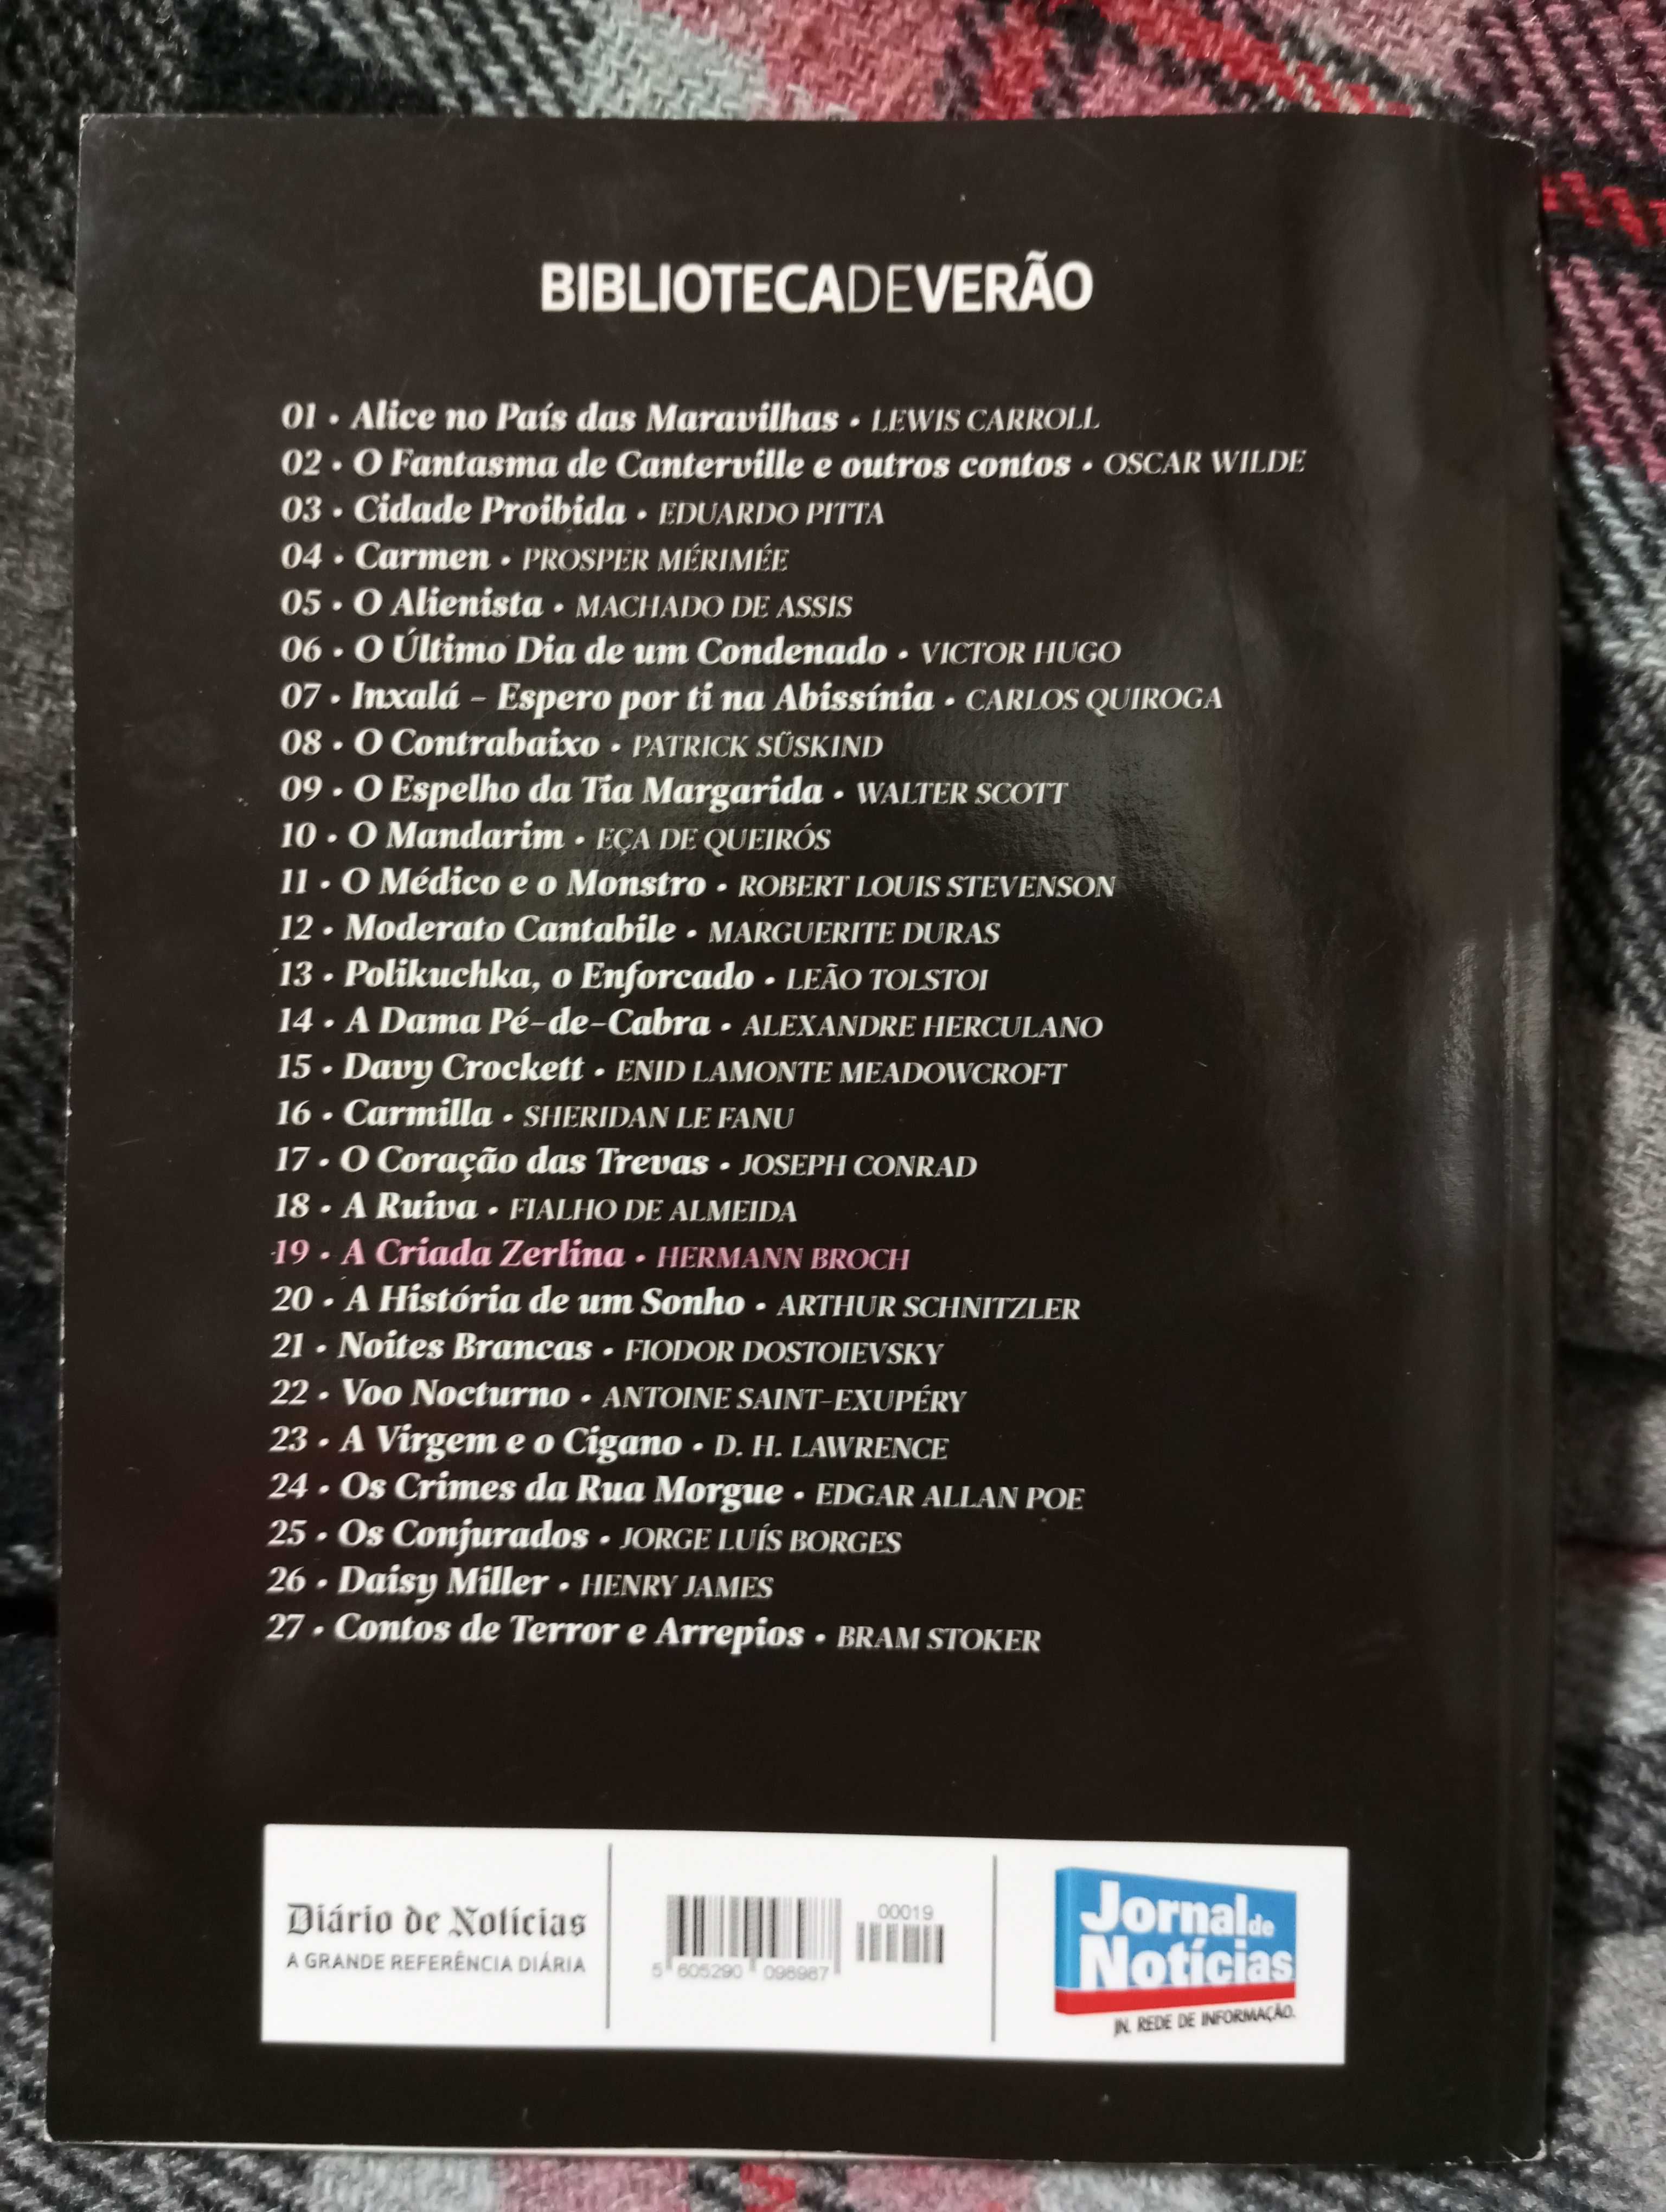 BIBLIOTECADEVERÃO
01 • Alice no País das Maravilhas • LEWIS CARROLL
02 • O Fantasma de Canterville e outros contos • OSCAR WILDE
03 • Cidade Proibida • EDUARDO PITTA
04 • Carmen • PROSPER MÉRIMÉE
05 • O Alienista • MACHADO DE ASSIS
06 • O Último Dia de um Condenado • VICTOR HUGO
07 • Inxalá – Espero por ti na Abissínia • CARLOS QUIROGA
08 • O Contrabaixo • PATRICK SÜSKIND
09 • O Espelho da Tia Margarida • WALTER SCOTT
10 • O Mandarim • EÇA DE QUEIRÓS
11 • O Médico e o Monstro • ROBERT LOUIS STEVENSON
12 • Moderato Cantabile • MARGUERITE DURAS
13 • Polikuchka, o Enforcado • LEÃO TOLSTOI
14 • A Dama Pé-de-Cabra • ALEXANDRE HERCULANO
15 • Davy Crockett • ENID LAMONTE MEADOWCROFT
16 • Carmilla • SHERIDAN LE FANU
17 • O Coração das Trevas • JOSEPH CONRAD
18 • A Ruiva • FIALHO DE ALMEIDA
19 • A Criada Zerlina • HERMANN BROCH
20 • A História de um Sonho • ARTHUR SCHNITZLER
21 • Noites Brancas • FIODOR DOSTOIEVSKY
22 • Voo Nocturno • ANTOINE SAINT-EXUPÉRY
23 • A Virgem e o Cigano • D. H. LAWRENCE
24 • Os Crimes da Rua Morgue • EDGAR ALLAN POE
25 • Os Conjurados • JORGE LUÍS BORGES
26 • Daisy Miller • HENRY JAMES
27 • Contos de Terror e Arrepios • BRAM STOKER
Diário de Notícias
A GRANDE REFERÊNCIA DIÁRIA
00019
5 605290 098987
Jornal de
Notícias
JN. REDE DE INFORMAÇÃO.